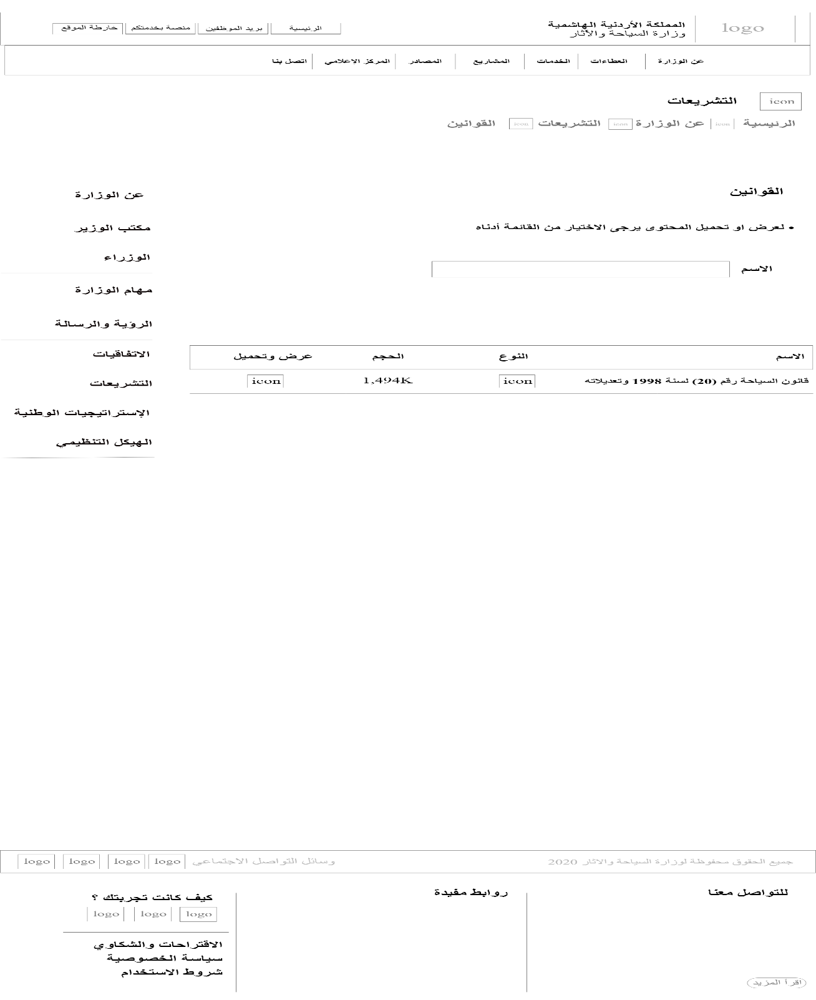 logo
المملكة الأردنية الهاشمية
وزارة السياحة والآثار
الرئيسية بريد الموظفين منصة بخدمتكم خارطة الموقع
عن الوزارة العطاءات الخدمات المشاريع المصادر المركز الاعلامي اتصل بنا
icon التشريعات
الرئيسية icon عن الوزارة icon التشريعات icon القوانين
القوانين
• لعرض او تحميل المحتوى يرجى الاختيار من القائمة أدناه
الاسم
الاسم النوع الحجم عرض وتحميل
قانون السياحة رقم (20) لسنة 1998 وتعديلاته icon 1,494K icon
عن الوزارة
مكتب الوزير
الوزراء
مهام الوزارة
الرؤية والرسالة
الاتفاقيات
التشريعات
الإستراتيجيات الوطنية
الهيكل التنظيمي
جميع الحقوق محفوظة لوزارة السياحة والاثار 2020
وسائل التواصل الاجتماعي logo logo logo logo
للتواصل معنا
اقرأ المزيد
روابط مفيدة
كيف كانت تجربتك ؟
logo logo logo
الاقتراحات والشكاوي
سياسة الخصوصية
شروط الاستخدام